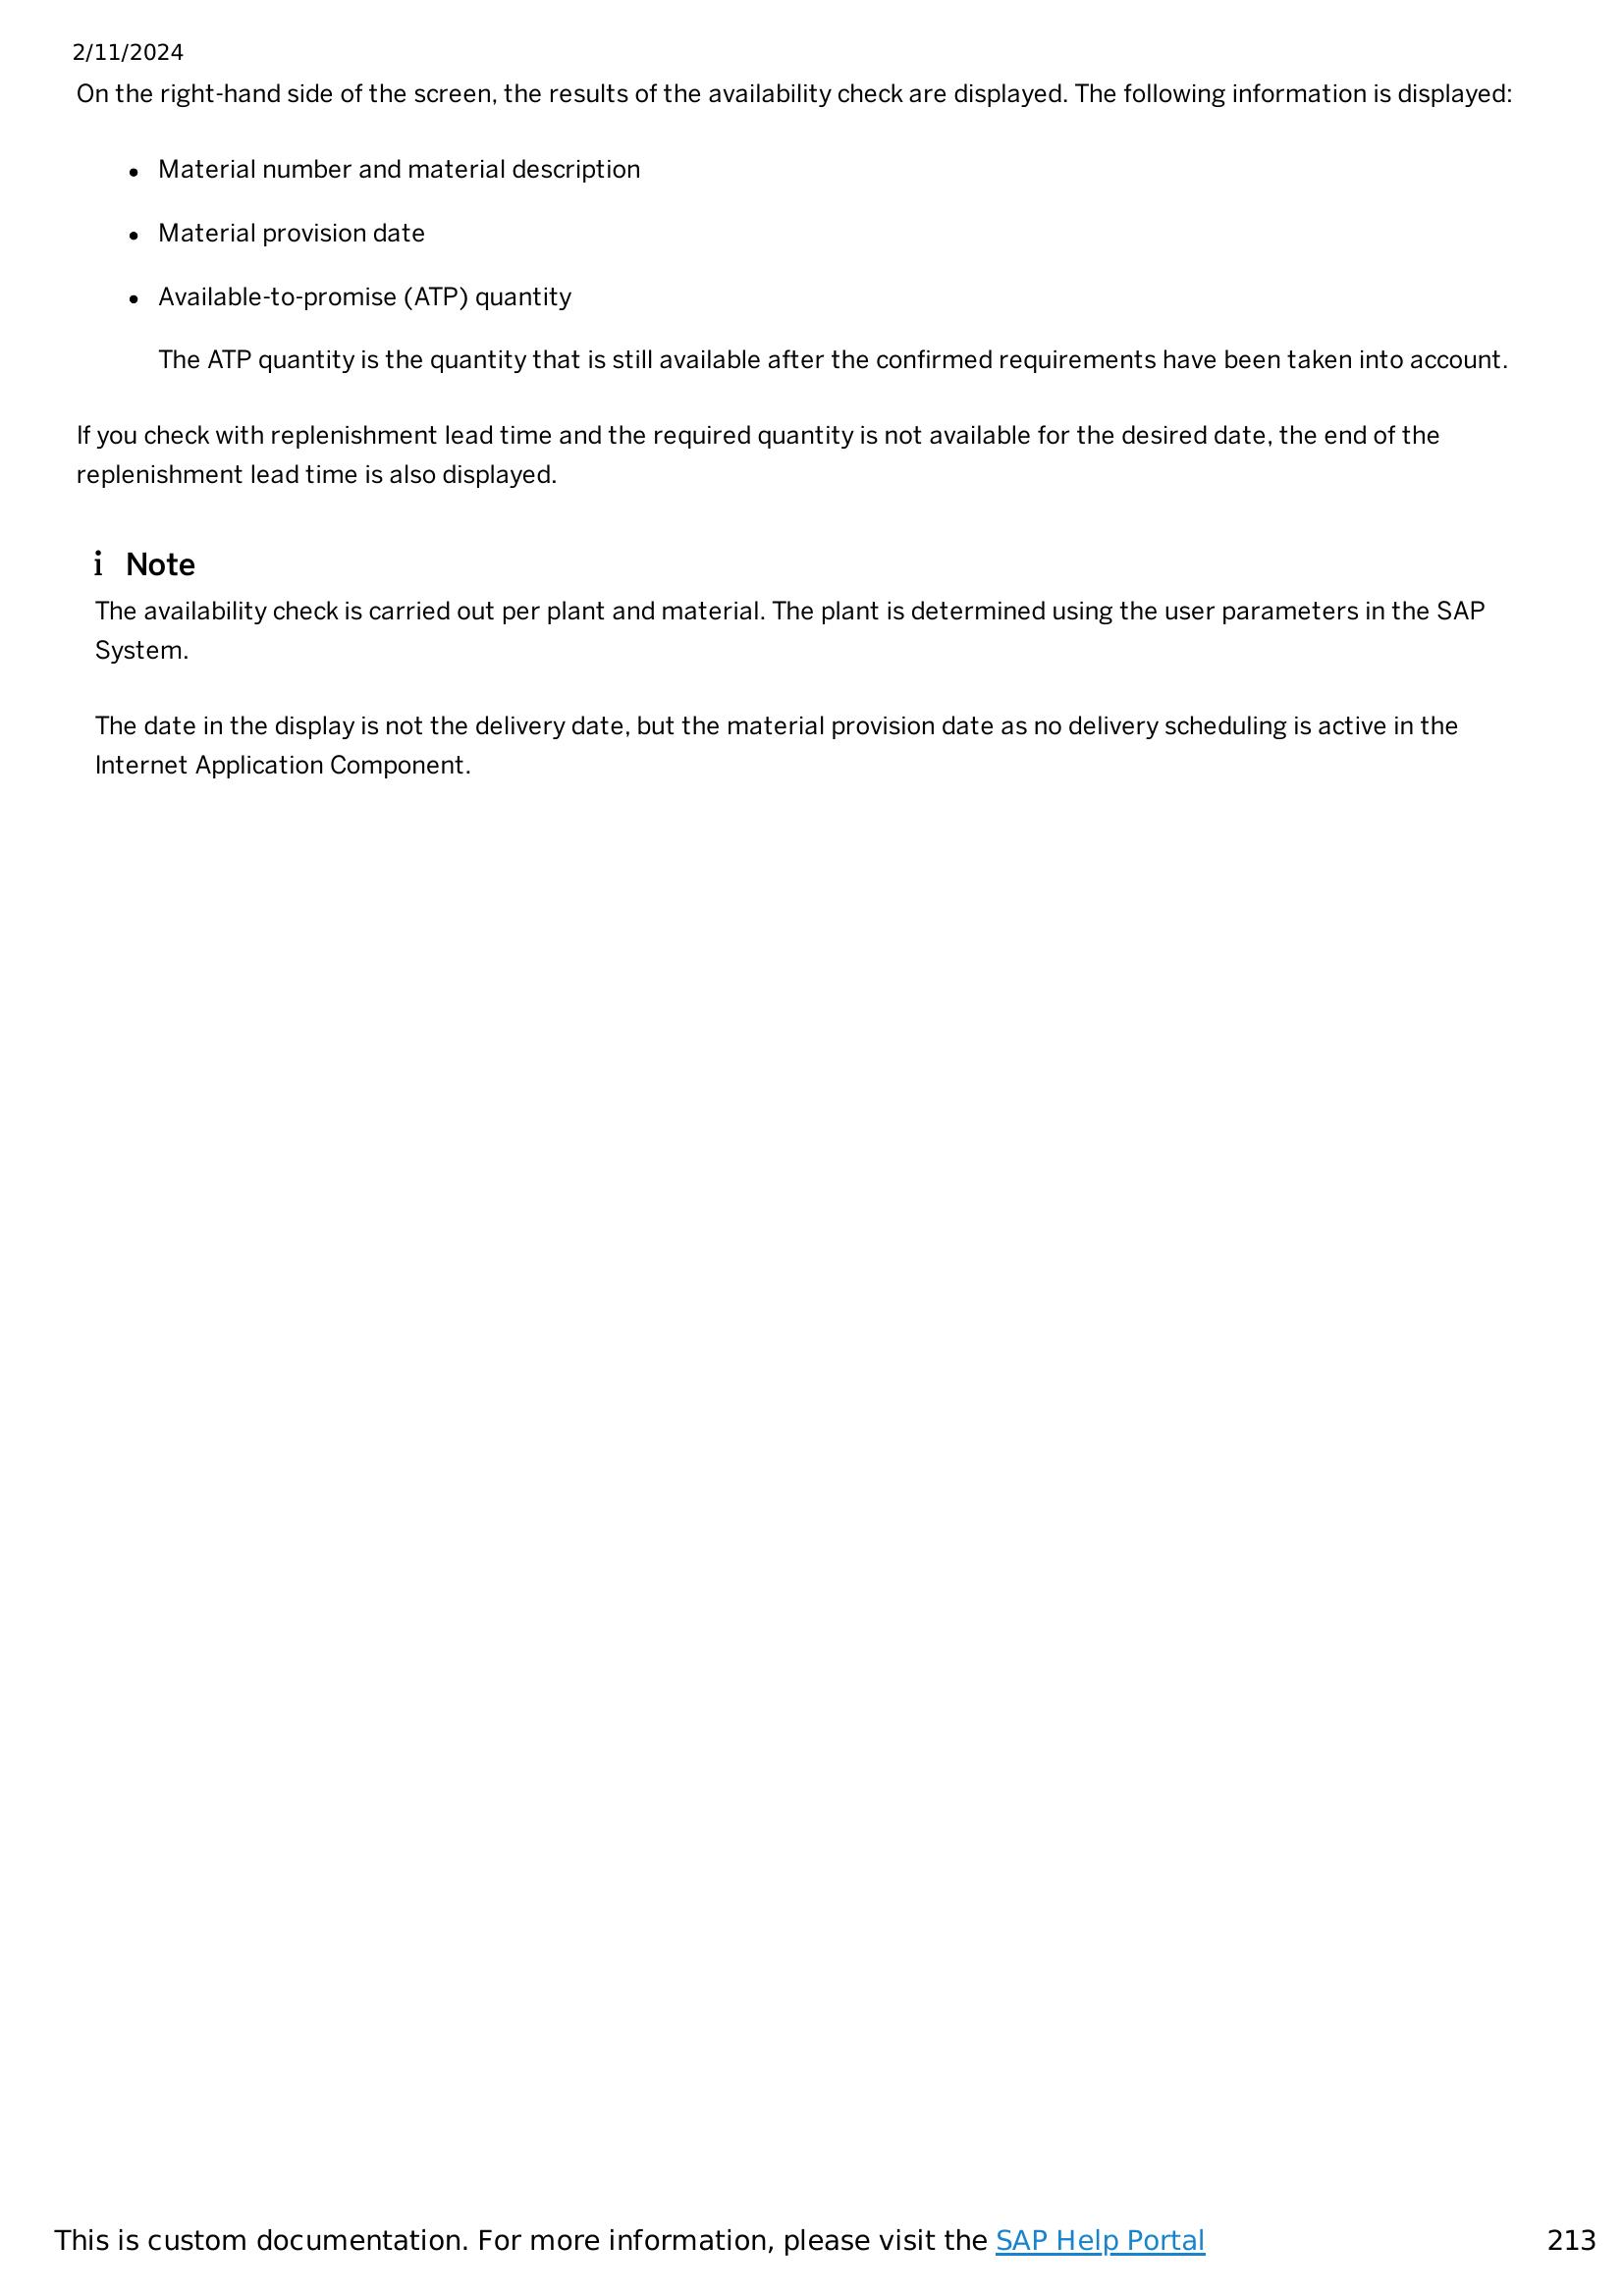 2/11/2024
On the right-hand side of the screen, the results of the availability check are displayed. The following information is displayed:
• Material number and material description
• Material provision date
• Available-to-promise (ATP) quantity
The ATP quantity is the quantity that is still available after the confirmed requirements have been taken into account.
If you check with replenishment lead time and the required quantity is not available for the desired date, the end of the
replenishment lead time is also displayed.
i Note
The availability check is carried out per plant and material. The plant is determined using the user parameters in the SAP
System.
The date in the display is not the delivery date, but the material provision date as no delivery scheduling is active in the
Internet Application Component.
This is custom documentation. For more information, please visit the SAP Help Portal 213